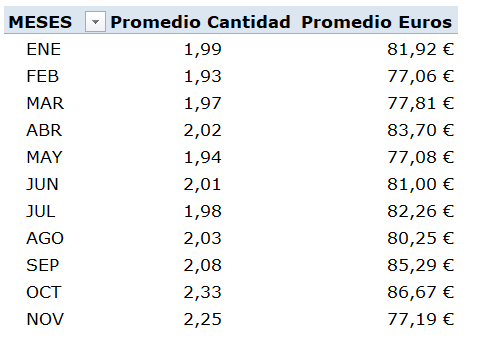 MESES Promedio Cantidad Promedio Euros
ENE 1,99 81,92 €
FEB 1,93 77,06 €
MAR 1,97 77,81 €
ABR 2,02 83,70 €
MAY 1,94 77,08 €
JUN 2,01 81,00 €
JUL 1,98 82,26 €
AGO 2,03 80,25 €
SEP 2,08 85,29 €
OCT 2,33 86,67 €
NOV 2,25 77,19 €